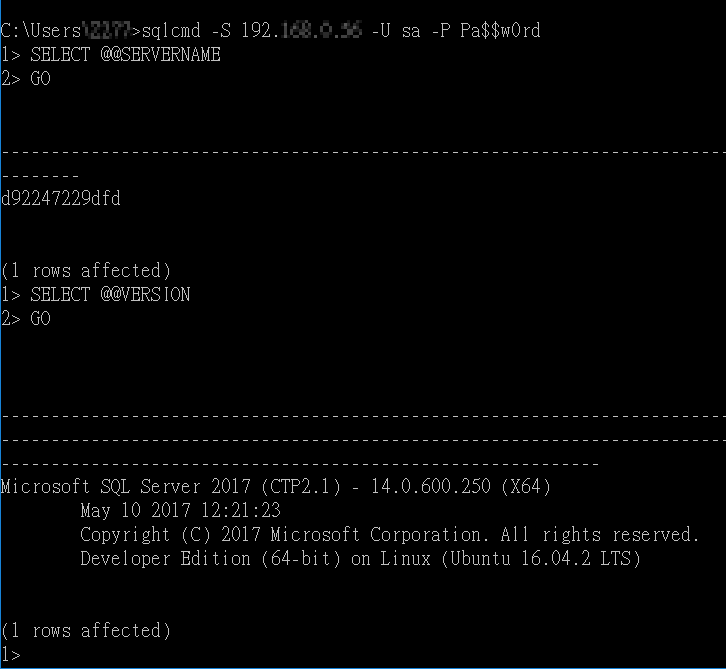 C:\Users\>sqlcmd -S 192. -U sa -P Pa$$w0rd
1> SELECT @@SERVERNAME
2> GO
--------------------------------------------------------------------------------
d92247229dfd
(1 rows affected)
1> SELECT @@VERSION
2> GO
------------------------------------------------------------------------
------------------------------------------------------------------------
------------------------------------------------------------
Microsoft SQL Server 2017 (CTP2.1) - 14.0.600.250 (X64)
May 10 2017 12:21:23
Copyright (C) 2017 Microsoft Corporation. All rights reserved.
Developer Edition (64-bit) on Linux (Ubuntu 16.04.2 LTS)
(1 rows affected)
1>